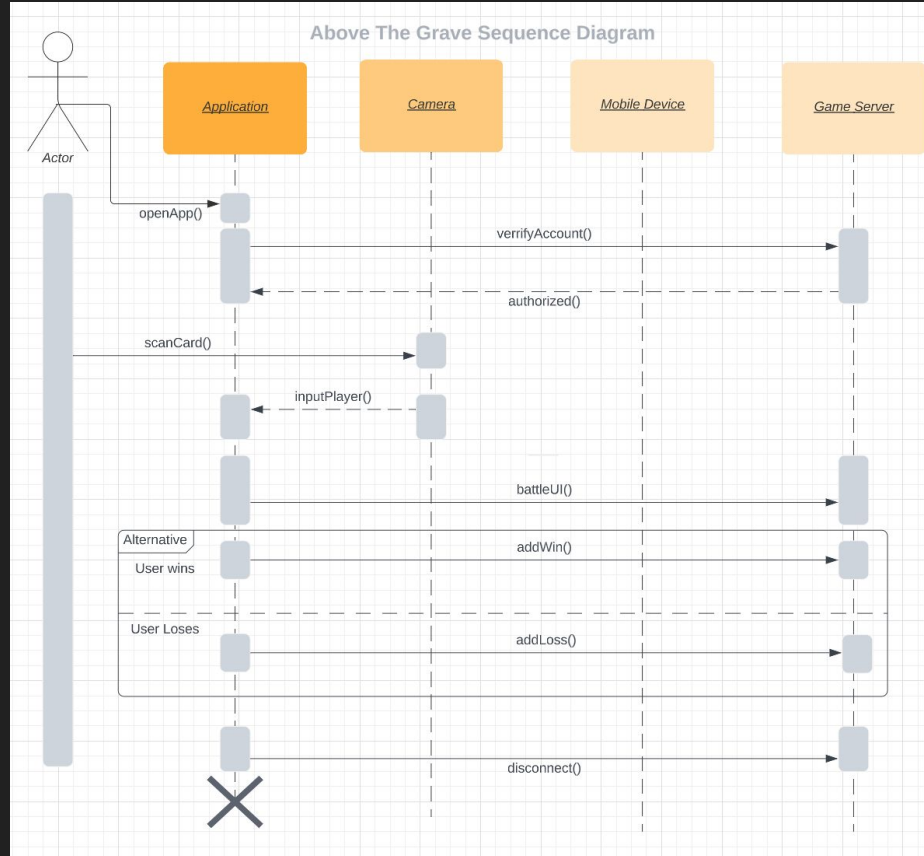 Above The Grave Sequence Diagram
Application
Camera
Mobile Device
Game Server
Actor
openApp()
verrifyAccount()
authorized()
scanCard()
inputPlayer()
battleUI()
Alternative
addWin()
User wins
User Loses
addLoss()
disconnect()